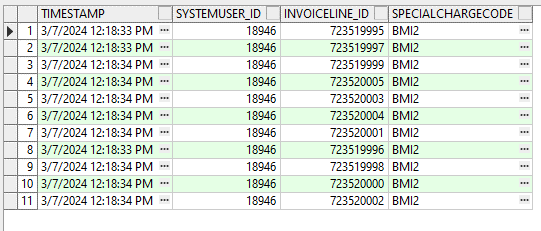 TIMESTAMP SYSTEMUSER_ID INVOICELINE_ID SPECIALCHARGECODE
1 3/7/2024 12:18:33 PM ... 18946 723519995 BMI2 ...
2 3/7/2024 12:18:33 PM ... 18946 723519997 BMI2 ...
3 3/7/2024 12:18:34 PM ... 18946 723519999 BMI2 ...
4 3/7/2024 12:18:34 PM ... 18946 723520005 BMI2 ...
5 3/7/2024 12:18:34 PM ... 18946 723520003 BMI2 ...
6 3/7/2024 12:18:34 PM ... 18946 723520004 BMI2 ...
7 3/7/2024 12:18:34 PM ... 18946 723520001 BMI2 ...
8 3/7/2024 12:18:33 PM ... 18946 723519996 BMI2 ...
9 3/7/2024 12:18:34 PM ... 18946 723519998 BMI2 ...
10 3/7/2024 12:18:34 PM ... 18946 723520000 BMI2 ...
11 3/7/2024 12:18:34 PM ... 18946 723520002 BMI2 ...